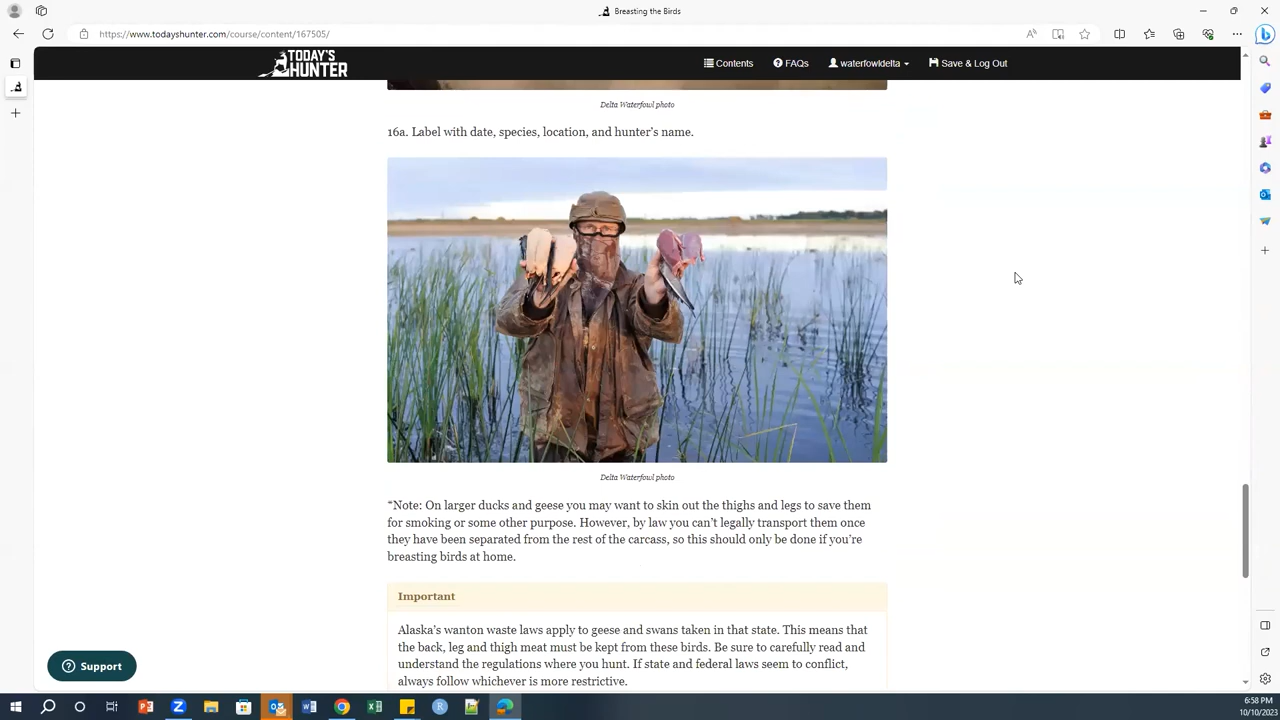 Breasting the Birds
https://www.todayshunter.com/course/content/167505/
TODAY'S
HUNTER
Contents
FAQs
waterfowldelta
Save & Log Out
Delta Waterfowl photo
16a. Label with date, species, location, and hunter's name.
Delta Waterfowl photo
*Note: On larger ducks and geese you may want to skin out the thighs and legs to save them
for smoking or some other purpose. However, by law you can't legally transport them once
they have been separated from the rest of the carcass, so this should only be done if you're
breasting birds at home.
Important
Alaska's wanton waste laws apply to geese and swans taken in that state. This means that
the back, leg and thigh meat must be kept from these birds. Be sure to carefully read and
understand the regulations where you hunt. If state and federal laws seem to conflict,
always follow whichever is more restrictive.
Support
6:58 PM
10/10/2023